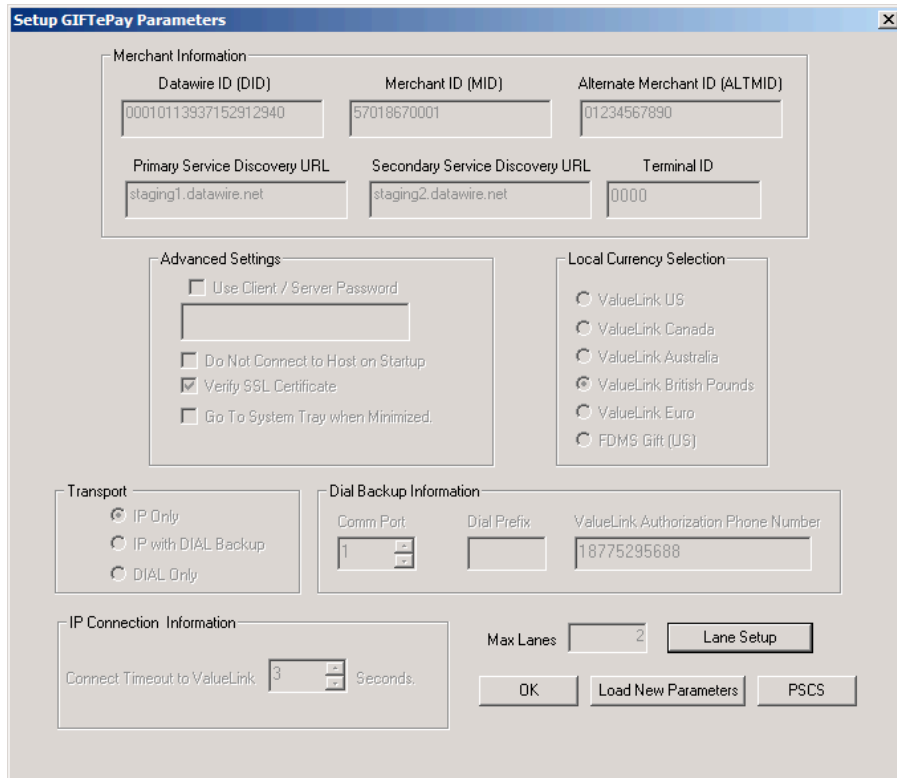 Setup GIFTePay Parameters
Merchant Information
Datawire ID (DID) Merchant ID (MID) Alternate Merchant ID (ALTMID)
00010113937152912940 57018670001 01234567890
Primary Service Discovery URL Secondary Service Discovery URL Terminal ID
staging1.datawire.net staging2.datawire.net 0000
Advanced Settings
Use Client / Server Password
Do Not Connect to Host on Startup
Verify SSL Certificate
Go To System Tray when Minimized.
Local Currency Selection
ValueLink US
ValueLink Canada
ValueLink Australia
ValueLink British Pounds
ValueLink Euro
FDMS Gift (US)
Transport
IP Only
IP with DIAL Backup
DIAL Only
Dial Backup Information
Comm Port Dial Prefix ValueLink Authorization Phone Number
1 18775295688
IP Connection Information
Connect Timeout to ValueLink 3 Seconds.
Max Lanes 2 Lane Setup
OK Load New Parameters PSCS